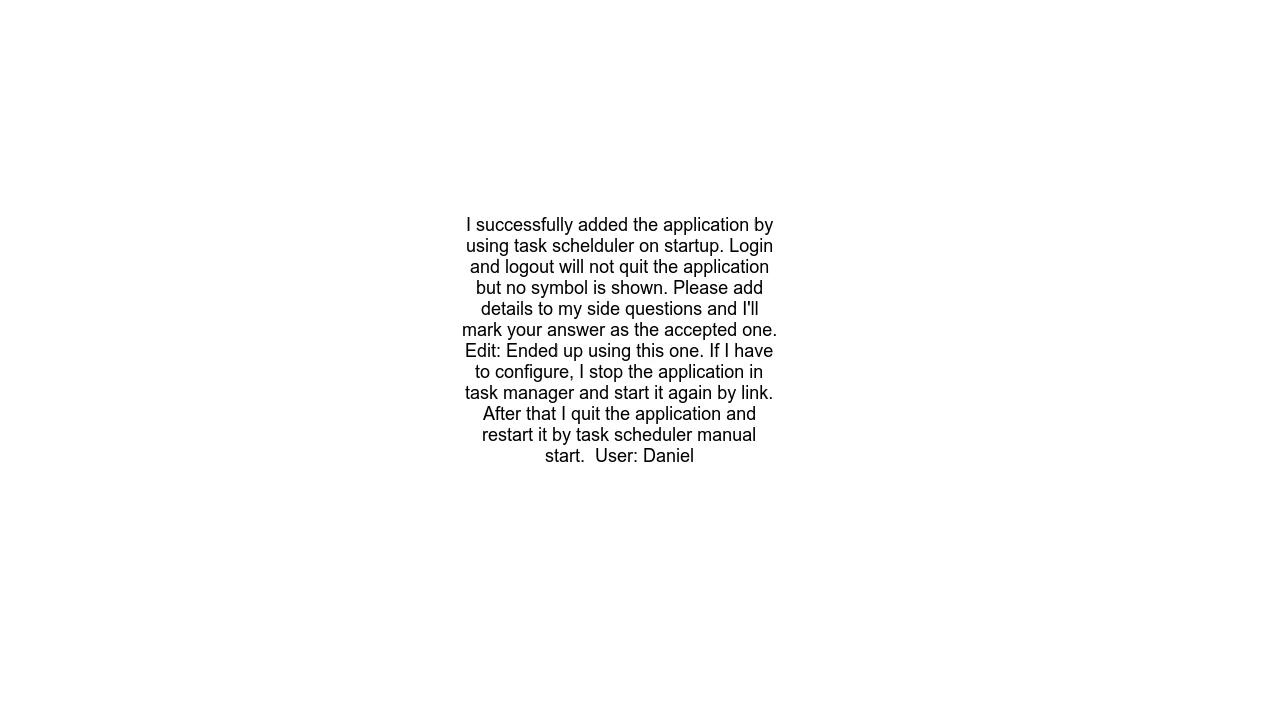 I successfully added the application by
using task schelduler on startup. Login
and logout will not quit the application
but no symbol is shown. Please add
details to my side questions and I'll
mark your answer as the accepted one.
Edit: Ended up using this one. If I have
to configure, I stop the application in
task manager and start it again by link.
After that I quit the application and
restart it by task scheduler manual
start.  User: Daniel